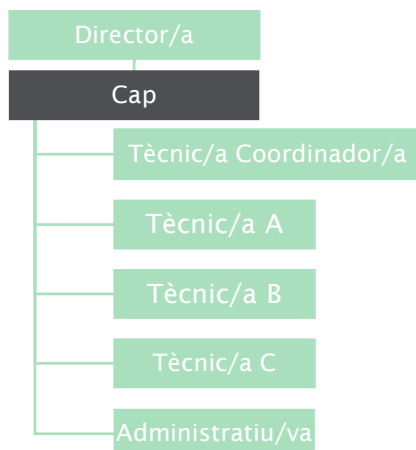 Director/a
Cap
Tècnic/a Coordinador/a
Tècnic/a A
Tècnic/a B
Tècnic/a C
Administratiu/va